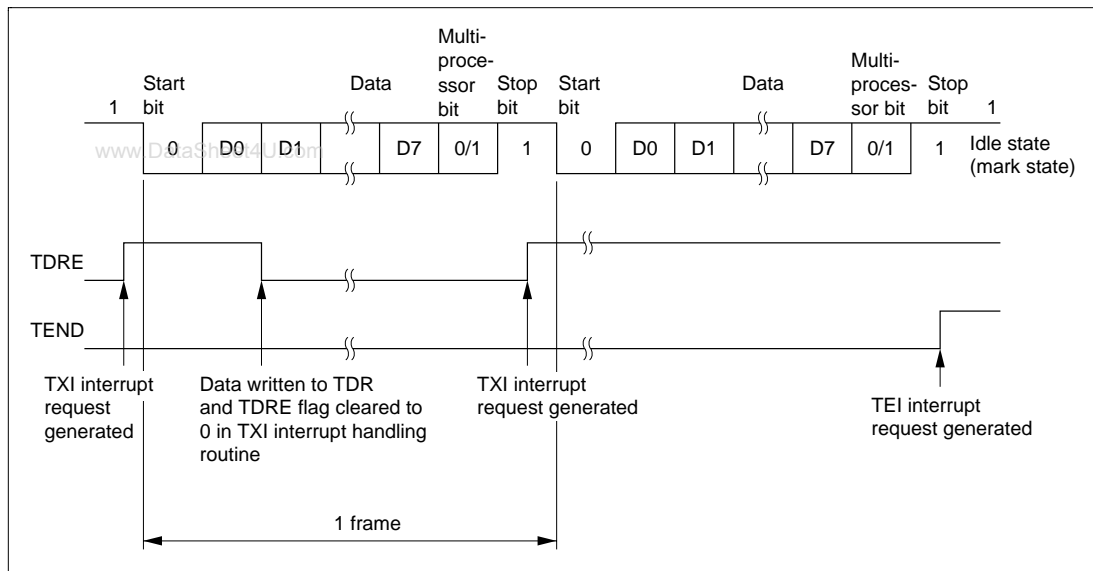 Multi-
proce-
ssor
bit
Start
bit
Data
Stop
bit
Start
bit
Data
Multi-
proces-
sor bit
Stop
bit
1
1
0
D0
D1
D7
0/1
1
0
D0
D1
D7
0/1
1
Idle state
(mark state)
www.DataSheet4U.com
TDRE
TEND
TXI interrupt
request
generated
Data written to TDR
and TDRE flag cleared to
0 in TXI interrupt handling
routine
TXI interrupt
request generated
TEI interrupt
request generated
1 frame